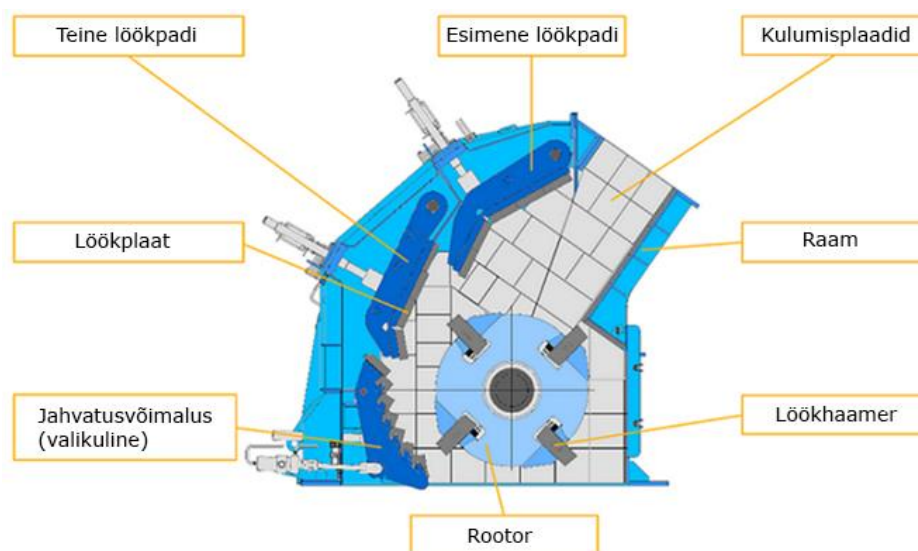 Teine löökpadi
Esimene löökpadi
Kulumisplaadid
Löökplaat
Raam
Jahvatusvõimalus
(valikuline)
Löökhaamer
Rootor